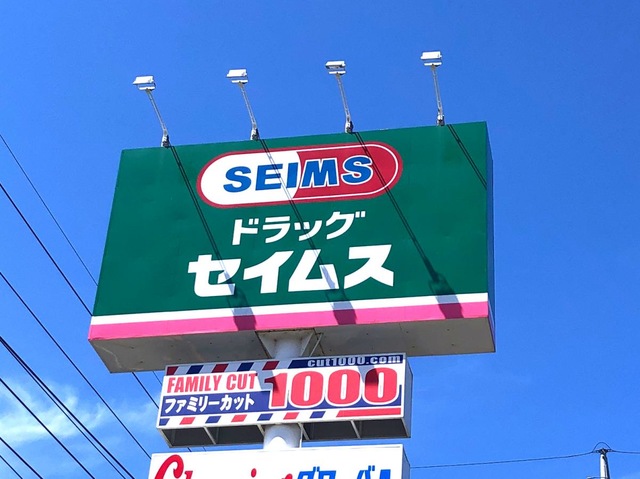 SEIMS
ドラッグ
セイムス
cut1000.com
FAMILY CUT
ファミリーカット
1000